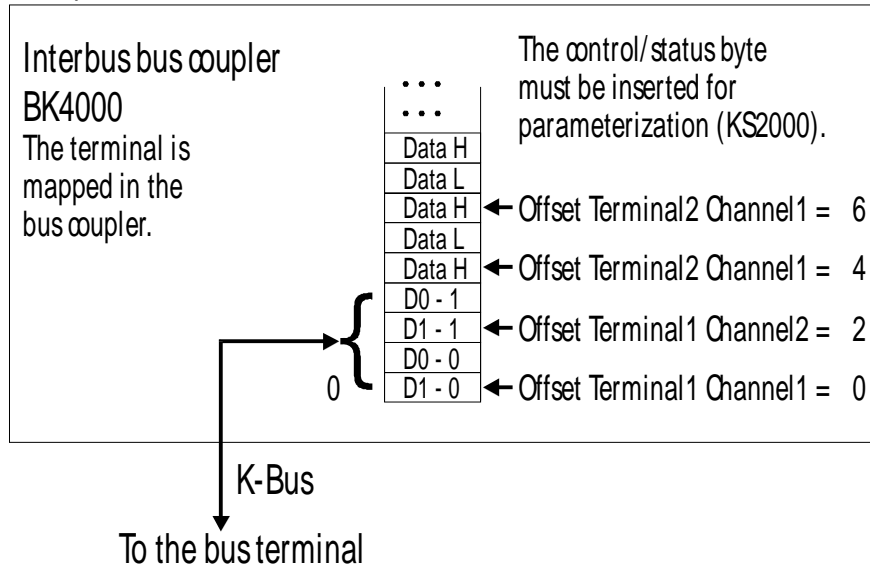 Interbus bus coupler
BK4000
The terminal is
mapped in the
bus coupler.
The control/status byte
must be inserted for
parameterization (KS2000).
...
...
Data H
Data L
Data H
Offset Terminal2 Channel1 = 6
Data L
Data H
Offset Terminal2 Channel1 = 4
D0 - 1
D1 - 1
Offset Terminal1 Channel2 = 2
D0 - 0
0
D1 - 0
Offset Terminal1 Channel1 = 0
K-Bus
To the bus terminal